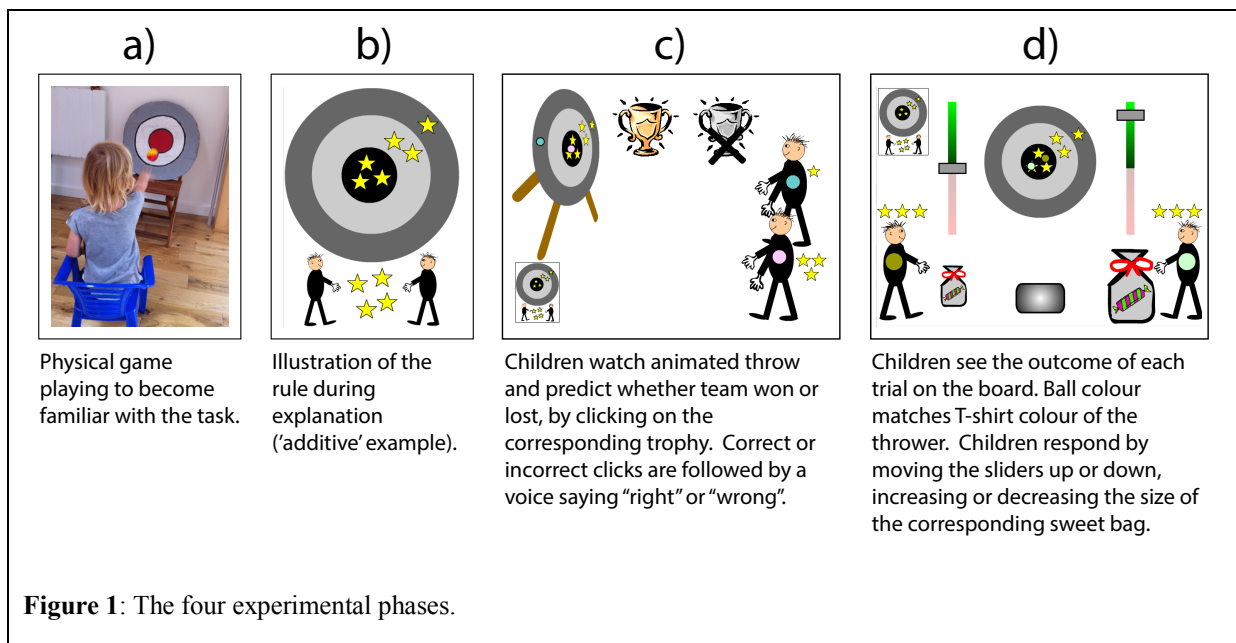 a)
b)
c)
d)
Physical game
playing to become
familiar with the task.
Illustration of the
rule during
explanation
('additive' example).
Children watch animated throw
and predict whether team won or
lost, by clicking on the
corresponding trophy.  Correct or
incorrect clicks are followed by a
voice saying “right” or “wrong”.
Children see the outcome of each
trial on the board. Ball colour
matches T-shirt colour of the
thrower.  Children respond by
moving the sliders up or down,
increasing or decreasing the size of
the corresponding sweet bag.
Figure 1: The four experimental phases.